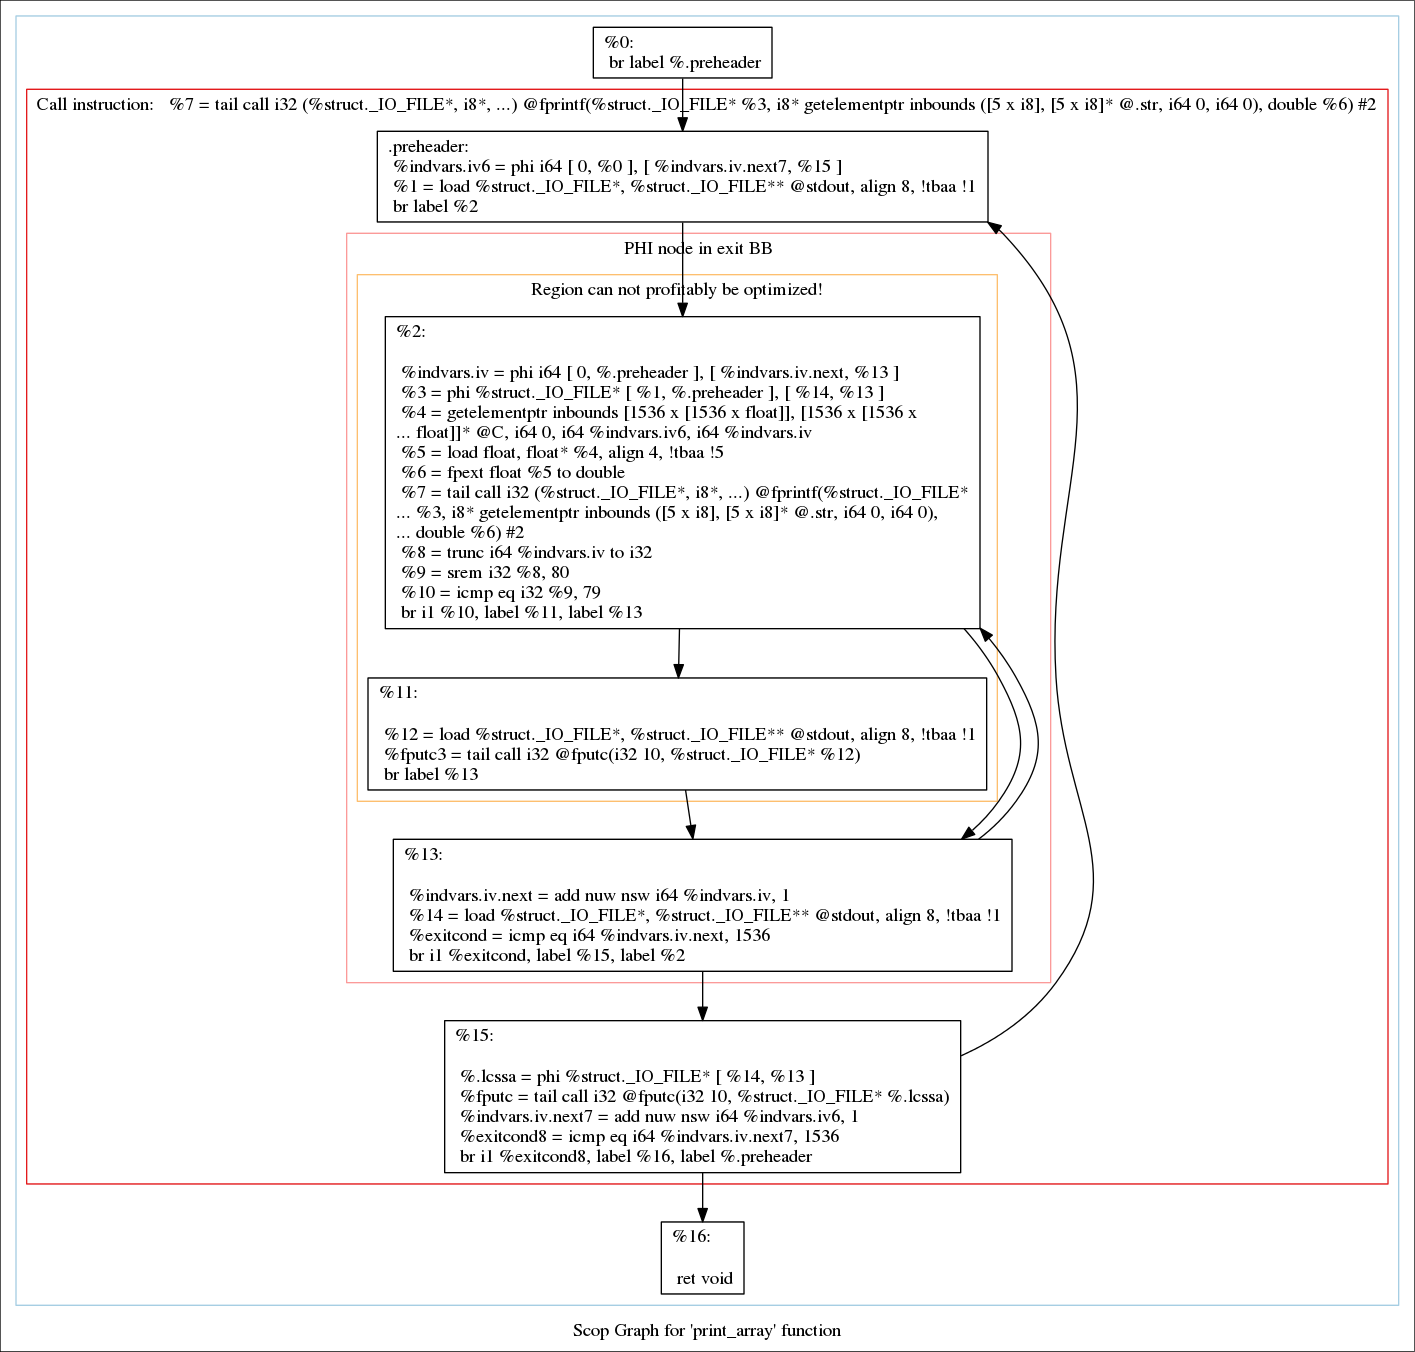 %0:
br label %.preheader
Call instruction: %7 = tail call i32 (%struct._IO_FILE*, i8*, ...) @fprintf(%struct._IO_FILE* %3, i8* getelementptr inbounds ([5 x i8], [5 x i8]* @.str, i64 0, i64 0), double %6) #2
.preheader:
%indvars.iv6 = phi i64 [ 0, %0 ], [ %indvars.iv.next7, %15 ]
%1 = load %struct._IO_FILE*, %struct._IO_FILE** @stdout, align 8, !tbaa !1
br label %2
PHI node in exit BB
Region can not profitably be optimized!
%2:
%indvars.iv = phi i64 [ 0, %.preheader ], [ %indvars.iv.next, %13 ]
%3 = phi %struct._IO_FILE* [ %1, %.preheader ], [ %14, %13 ]
%4 = getelementptr inbounds [1536 x [1536 x float]], [1536 x [1536 x
... float]]* @C, i64 0, i64 %indvars.iv6, i64 %indvars.iv
%5 = load float, float* %4, align 4, !tbaa !5
%6 = fpext float %5 to double
%7 = tail call i32 (%struct._IO_FILE*, i8*, ...) @fprintf(%struct._IO_FILE*
... %3, i8* getelementptr inbounds ([5 x i8], [5 x i8]* @.str, i64 0, i64 0),
... double %6) #2
%8 = trunc i64 %indvars.iv to i32
%9 = srem i32 %8, 80
%10 = icmp eq i32 %9, 79
br i1 %10, label %11, label %13
%11:
%12 = load %struct._IO_FILE*, %struct._IO_FILE** @stdout, align 8, !tbaa !1
%fputc3 = tail call i32 @fputc(i32 10, %struct._IO_FILE* %12)
br label %13
%13:
%indvars.iv.next = add nuw nsw i64 %indvars.iv, 1
%14 = load %struct._IO_FILE*, %struct._IO_FILE** @stdout, align 8, !tbaa !1
%exitcond = icmp eq i64 %indvars.iv.next, 1536
br i1 %exitcond, label %15, label %2
%15:
%.lcssa = phi %struct._IO_FILE* [ %14, %13 ]
%fputc = tail call i32 @fputc(i32 10, %struct._IO_FILE* %.lcssa)
%indvars.iv.next7 = add nuw nsw i64 %indvars.iv6, 1
%exitcond8 = icmp eq i64 %indvars.iv.next7, 1536
br i1 %exitcond8, label %16, label %.preheader
%16:
ret void
Scop Graph for 'print_array' function